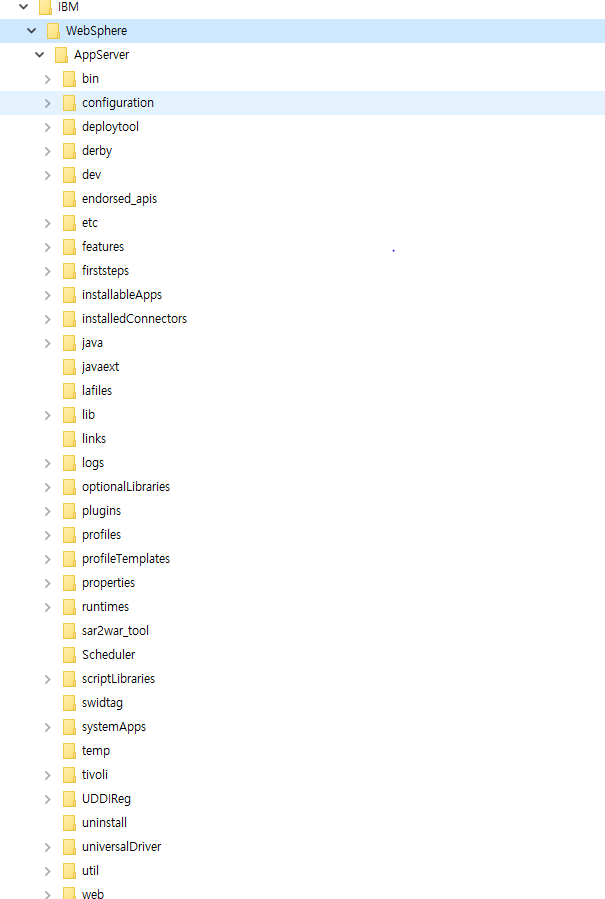 IBM
WebSphere
AppServer
bin
configuration
deploytool
derby
dev
endorsed_apis
etc
features
firststeps
installableApps
installedConnectors
java
javaext
lafiles
lib
links
logs
optionalLibraries
plugins
profiles
profileTemplates
properties
runtimes
sar2war_tool
Scheduler
scriptLibraries
swidtag
systemApps
temp
tivoli
UDDIReg
uninstall
universalDriver
util
web